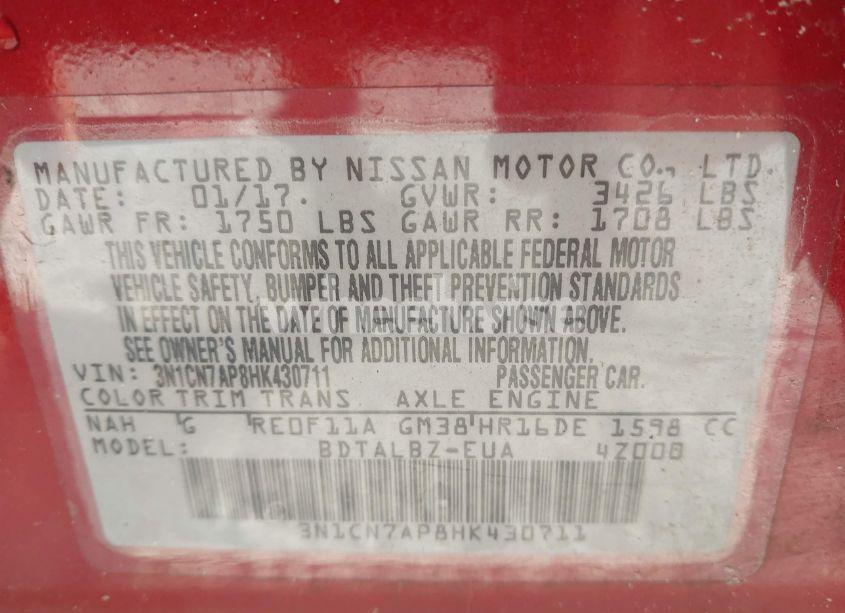 MANUFACTURED BY NISSAN MOTOR CO., LTD.
DATE: 01/17. GVWR: 3426 LBS
GAWR FR: 1750 LBS GAWR RR: 1708 LBS
THIS VEHICLE CONFORMS TO ALL APPLICABLE FEDERAL MOTOR
VEHICLE SAFETY, BUMPER AND THEFT PREVENTION STANDARDS
IN EFFECT ON THE DATE OF MANUFACTURE SHOWN ABOVE.
SEE OWNER'S MANUAL FOR ADDITIONAL INFORMATION.
VIN: 3N1CN7AP8HK430711 PASSENGER CAR.
COLOR TRIM TRANS AXLE ENGINE
NAH G RE0F11A GM38 HR16DE 1598 CC
MODEL: BDTALBZ-EUA 4Z008
3N1CN7AP8HK430711